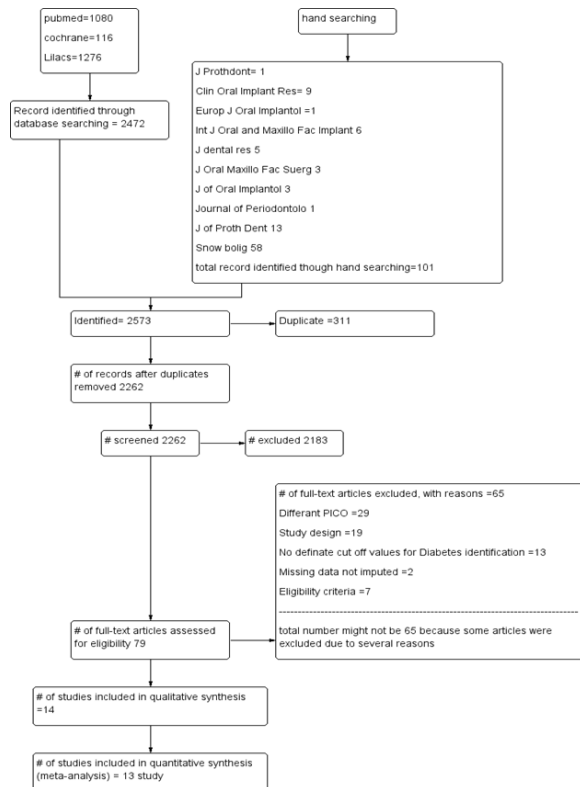 pubmed=1080
cochrane=116
Lilacs=1276
Record identified through
database searching = 2472
hand searching
J Prothdont= 1
Clin Oral Implant Res= 9
Europ J Oral Implantol =1
Int J Oral and Maxillo Fac Implant 6
J dental res 5
J Oral Maxillo Fac Suerg 3
J of Oral Implantol 3
Journal of Periodontolo 1
J of Proth Dent 13
Snow bolig 58
total record identified though hand searching=101
Identified= 2573
Duplicate =311
# of records after duplicates
removed 2262
# screened 2262
# excluded 2183
# of full-text articles excluded, with reasons =65
Differant PICO =29
Study design =19
No definate cut off values for Diabetes identification =13
Missing data not imputed =2
Eligibility criteria =7
--------------------------------------------------------------------------------
total number might not be 65 because some articles were
excluded due to several reasons
# of full-text articles assessed
for eligibility 79
# of studies included in qualitative synthesis
=14
# of studies included in quantitative synthesis
(meta-analysis) = 13 study